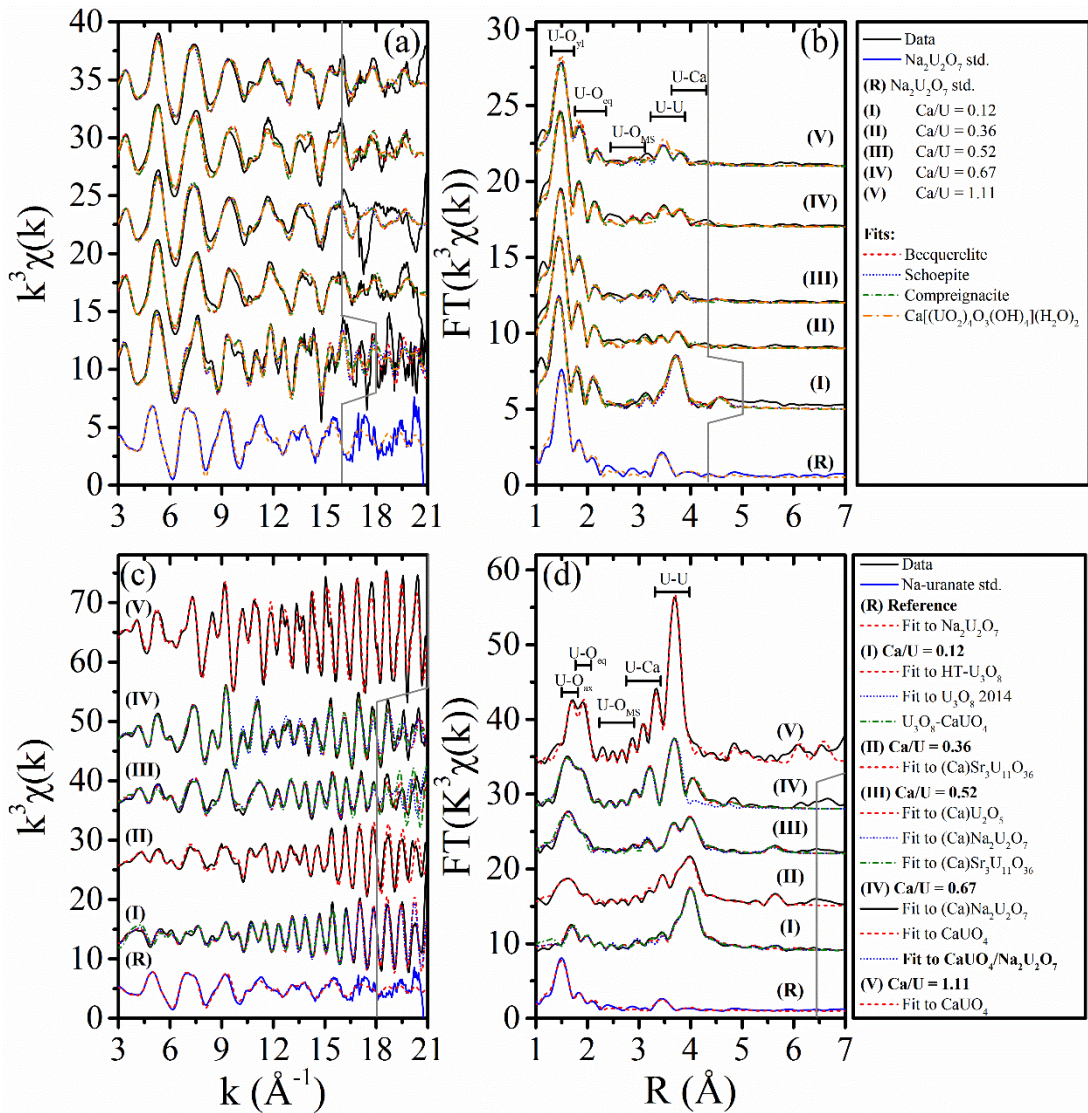 (a)
k³χ(k)
40
35
30
25
20
15
10
5
0
3 6 9 12 15 18 21
(b)
FT(k³χ(k))
30
25
20
15
10
5
0
1 2 3 4 5 6 7
U-Oyl
U-Oeq
U-OMS
U-U
U-Ca
(V)
(IV)
(III)
(II)
(I)
(R)
Data
Na₂U₂O₇ std.
(R) Na₂U₂O₇ std.
(I) Ca/U = 0.12
(II) Ca/U = 0.36
(III) Ca/U = 0.52
(IV) Ca/U = 0.67
(V) Ca/U = 1.11
Fits:
Becquerelite
Schoepite
Compreignacite
Ca[(UO₂)₄O₃(OH)₄](H₂O)₂
(c)
k³χ(k)
70
60
50
40
30
20
10
0
(V)
(IV)
(III)
(II)
(I)
(R)
3 6 9 12 15 18 21
k (Å⁻¹)
(d)
FT(K³χ(k))
60
50
40
30
20
10
0
U-U
U-Oeq
U-Ca
U-Oax
U-OMS
(V)
(IV)
(III)
(II)
(I)
(R)
1 2 3 4 5 6 7
R (Å)
Data
Na-uranate std.
(R) Reference
Fit to Na₂U₂O₇
(I) Ca/U = 0.12
Fit to HT-U₃O₈
Fit to U₃O₈ 2014
U₃O₈-CaUO₄
(II) Ca/U = 0.36
Fit to (Ca)Sr₃U₁₁O₃₆
(III) Ca/U = 0.52
Fit to (Ca)U₂O₅
Fit to (Ca)Na₂U₂O₇
Fit to (Ca)Sr₃U₁₁O₃₆
(IV) Ca/U = 0.67
Fit to (Ca)Na₂U₂O₇
Fit to CaUO₄
Fit to CaUO₄/Na₂U₂O₇
(V) Ca/U = 1.11
Fit to CaUO₄